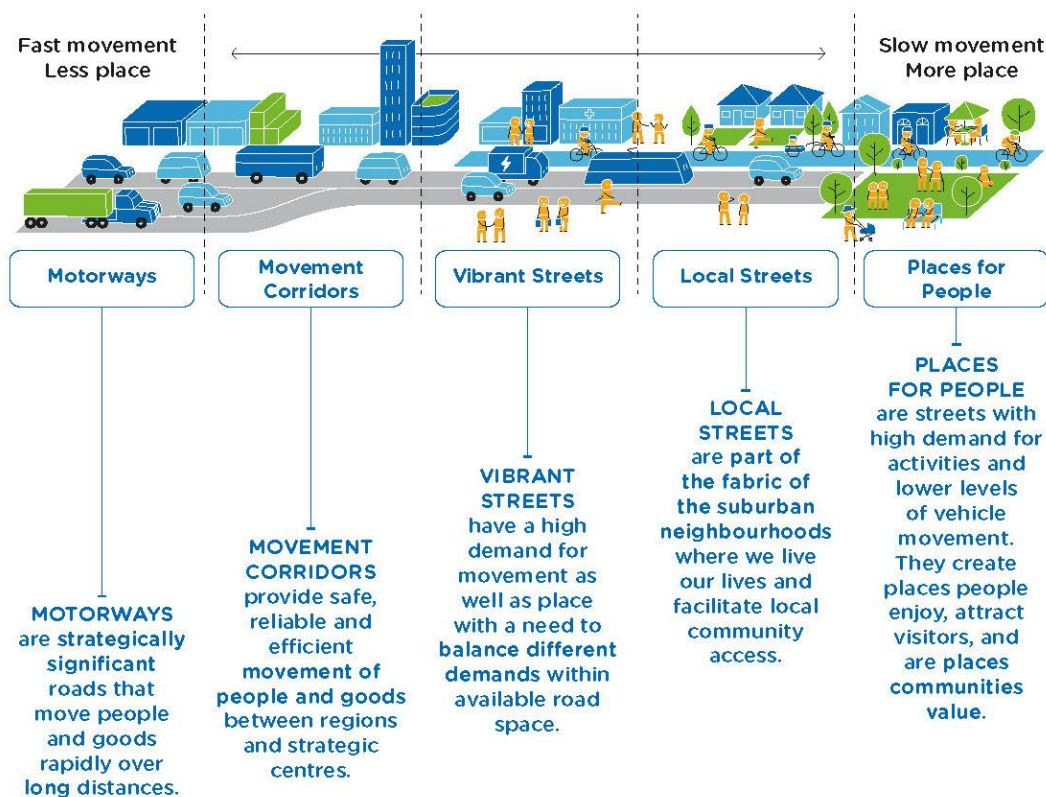 Fast movement
Less place
Slow movement
More place
Motorways
Movement
Corridors
Vibrant Streets
Local Streets
Places for
People
MOTORWAYS
are strategically
significant
roads that
move people
and goods
rapidly over
long distances.
MOVEMENT
CORRIDORS
provide safe,
reliable and
efficient
movement of
people and goods
between regions
and strategic
centres.
VIBRANT
STREETS
have a high
demand for
movement as
well as place
with a need to
balance different
demands within
available road
space.
LOCAL
STREETS
are part of
the fabric of
the suburban
neighbourhoods
where we live
our lives and
facilitate local
community
access.
PLACES
FOR PEOPLE
are streets with
high demand for
activities and
lower levels
of vehicle
movement.
They create
places people
enjoy, attract
visitors, and
are places
communities
value.